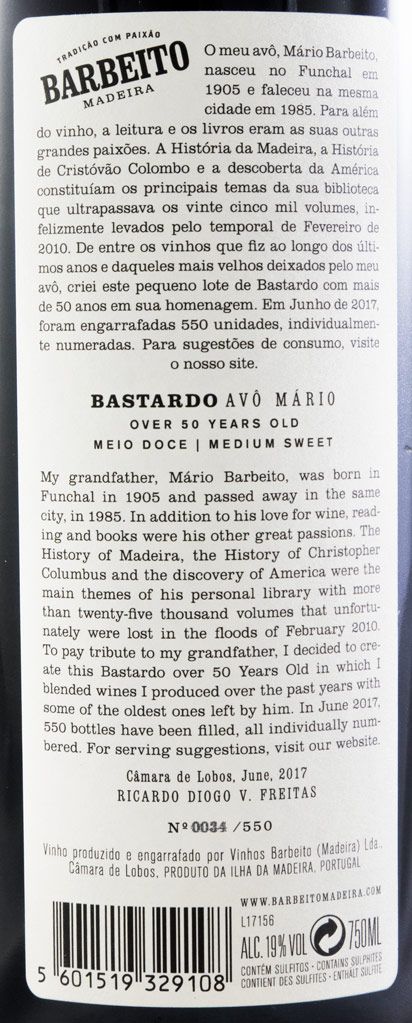 TRADIÇÃO COM PAIXÃO
BARBEITO
MADEIRA
O meu avô, Mário Barbeito,
nasceu no Funchal em
1905 e faleceu na mesma
cidade em 1985. Para além
do vinho, a leitura e os livros eram as suas outras
grandes paixões. A História da Madeira, a História
de Cristóvão Colombo e a descoberta da América
constituíam os principais temas da sua biblioteca
que ultrapassava os vinte cinco mil volumes, in-
felizmente levados pelo temporal de Fevereiro de
2010. De entre os vinhos que fiz ao longo dos últi-
mos anos e daqueles mais velhos deixados pelo meu
avô, criei este pequeno lote de Bastardo com mais
de 50 anos em sua homenagem. Em Junho de 2017,
foram engarrafadas 550 unidades, individualmen-
te numeradas. Para sugestões de consumo, visite
o nosso site.
BASTARDO AVÔ MÁRIO
OVER 50 YEARS OLD
MEIO DOCE | MEDIUM SWEET
My grandfather, Mário Barbeito, was born in
Funchal in 1905 and passed away in the same
city, in 1985. In addition to his love for wine, read-
ing and books were his other great passions. The
History of Madeira, the History of Christopher
Columbus and the discovery of America were the
main themes of his personal library with more
than twenty-five thousand volumes that unfortu-
nately were lost in the floods of February 2010.
To pay tribute to my grandfather, I decided to cre-
ate this Bastardo over 50 Years Old in which I
blended wines I produced over the past years with
some of the oldest ones left by him. In June 2017,
550 bottles have been filled, all individually num-
bered. For serving suggestions, visit our website.
Câmara de Lobos, June, 2017
RICARDO DIOGO V. FREITAS
Nº 0034 /550
Vinho produzido e engarrafado por Vinhos Barbeito (Madeira) Lda.,
Câmara de Lobos, PRODUTO DA ILHA DA MADEIRA, PORTUGAL
WWW.BARBEITOMADEIRA.COM
L17156
ALC. 19% VOL 750ML
CONTÉM SULFITOS · CONTAINS SULPHITES
CONTIENT DES SULFITES · ENTHÄLT SULFITE
5 601519 329108